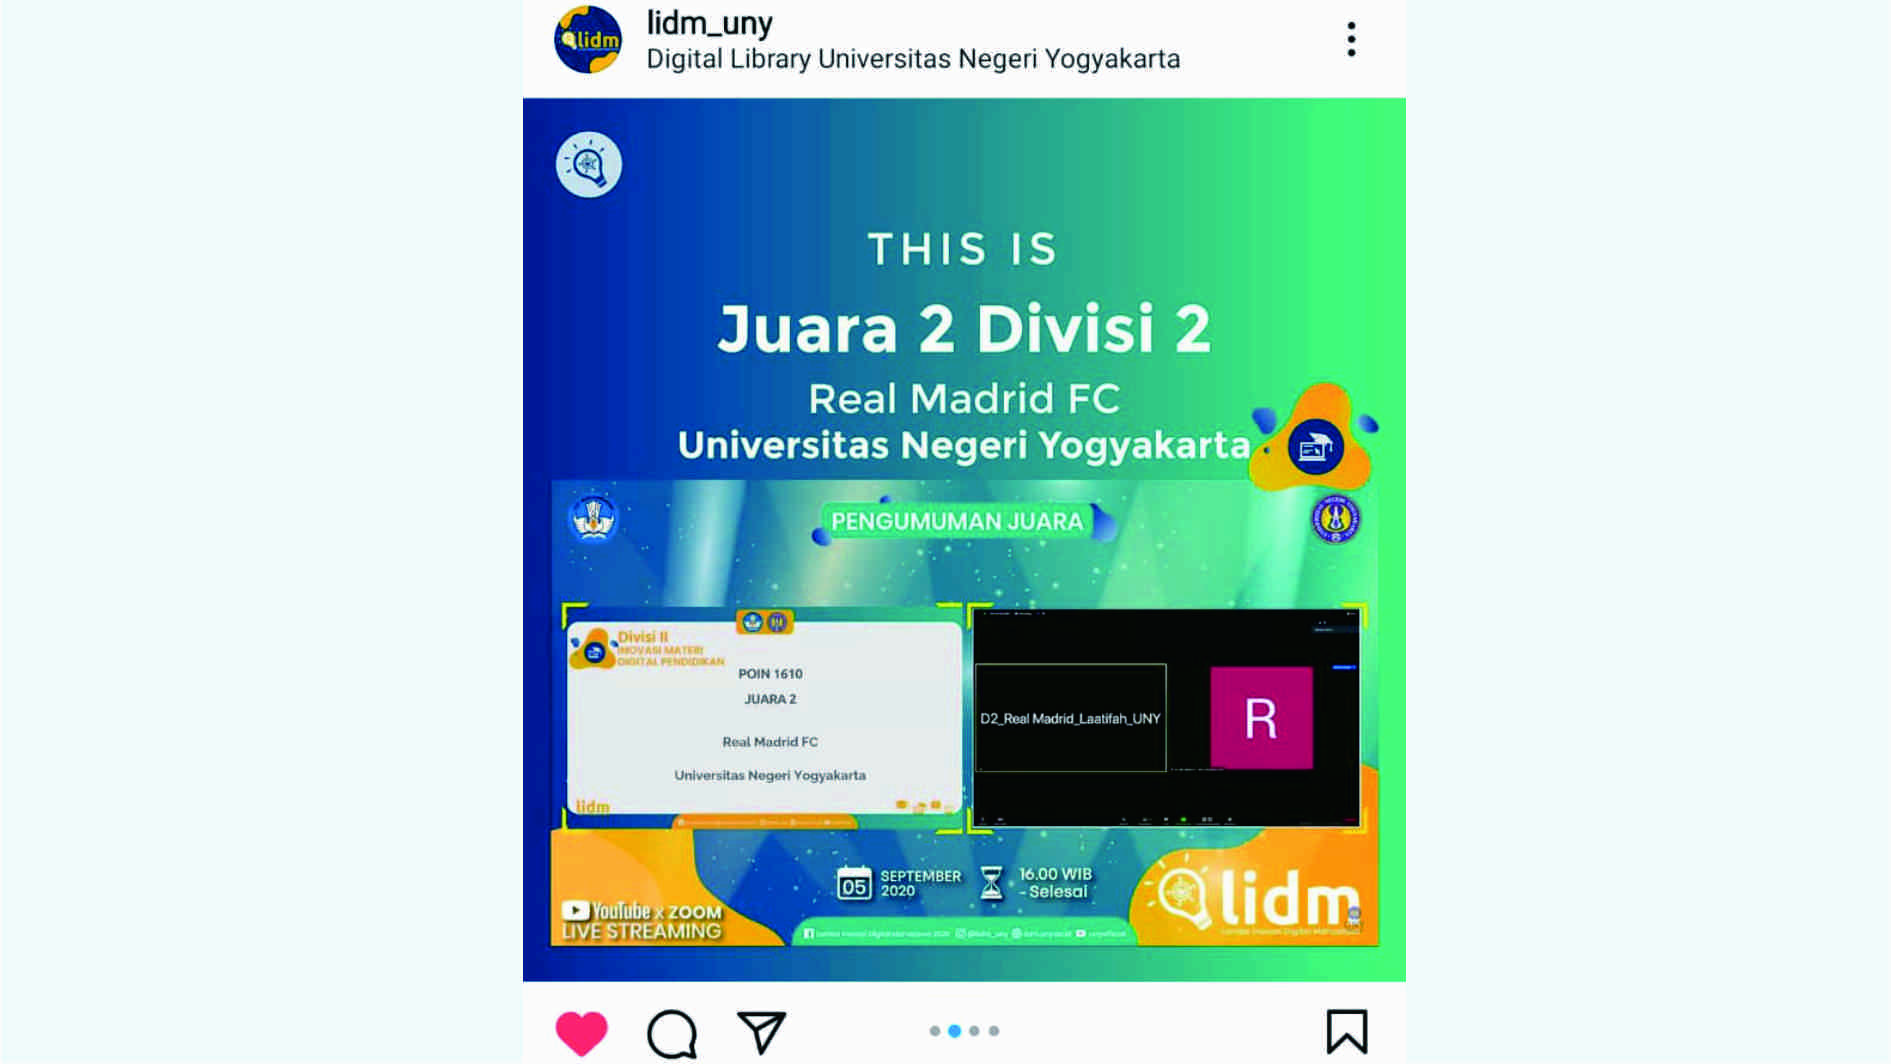 lidm
lidm_uny
Digital Library Universitas Negeri Yogyakarta
THIS IS
Juara 2 Divisi 2
Real Madrid FC
Universitas Negeri Yogyakarta
PENGUMUMAN JUARA
Divisi II
INOVASI MATERI
DIGITAL PENDIDIKAN
POIN 1610
JUARA 2
Real Madrid FC
Universitas Negeri Yogyakarta
lidm
D2_Real Madrid_Laatifah_UNY
R
05 SEPTEMBER
2020
16.00 WIB
- Selesai
YouTube x ZOOM
LIVE STREAMING
lidm